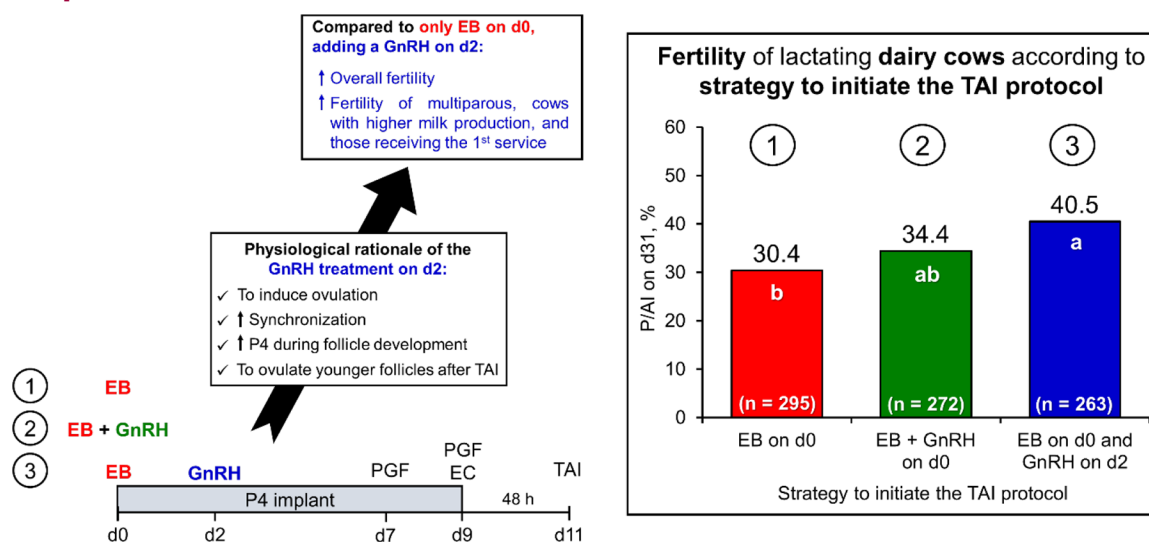 Compared to only EB on d0,
adding a GnRH on d2:
↑ Overall fertility
↑ Fertility of multiparous, cows
with higher milk production, and
those receiving the 1st service
Physiological rationale of the
GnRH treatment on d2:
✓ To induce ovulation
✓ ↑ Synchronization
✓ ↑ P4 during follicle development
✓ To ovulate younger follicles after TAI
1 EB
2 EB + GnRH
3 EB GnRH PGF PGF EC TAI
P4 implant 48 h
d0 d2 d7 d9 d11
Fertility of lactating dairy cows according to
strategy to initiate the TAI protocol
P/AI on d31, %
60
50
40
30
20
10
0
1 2 3
30.4 34.4 40.5
b ab a
(n = 295) (n = 272) (n = 263)
EB on d0
EB + GnRH
on d0
EB on d0 and
GnRH on d2
Strategy to initiate the TAI protocol